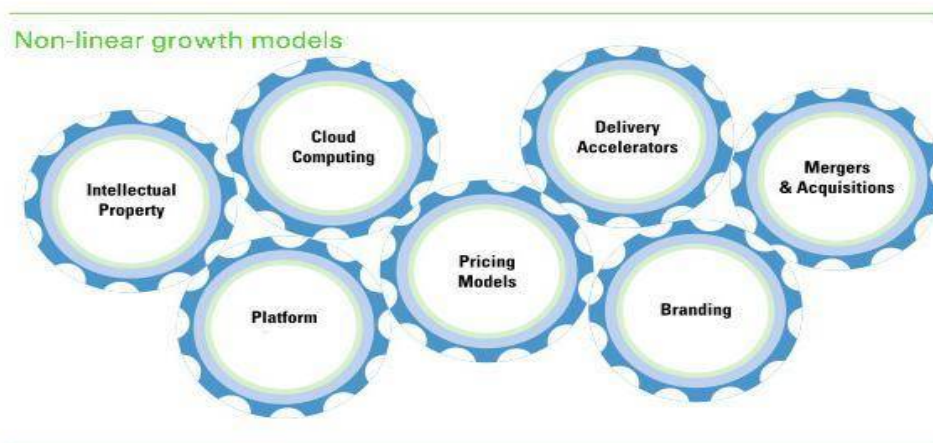 Non-linear growth models
Cloud
Computing
Delivery
Accelerators
Mergers
& Acquisitions
Intellectual
Property
Pricing
Models
Platform
Branding